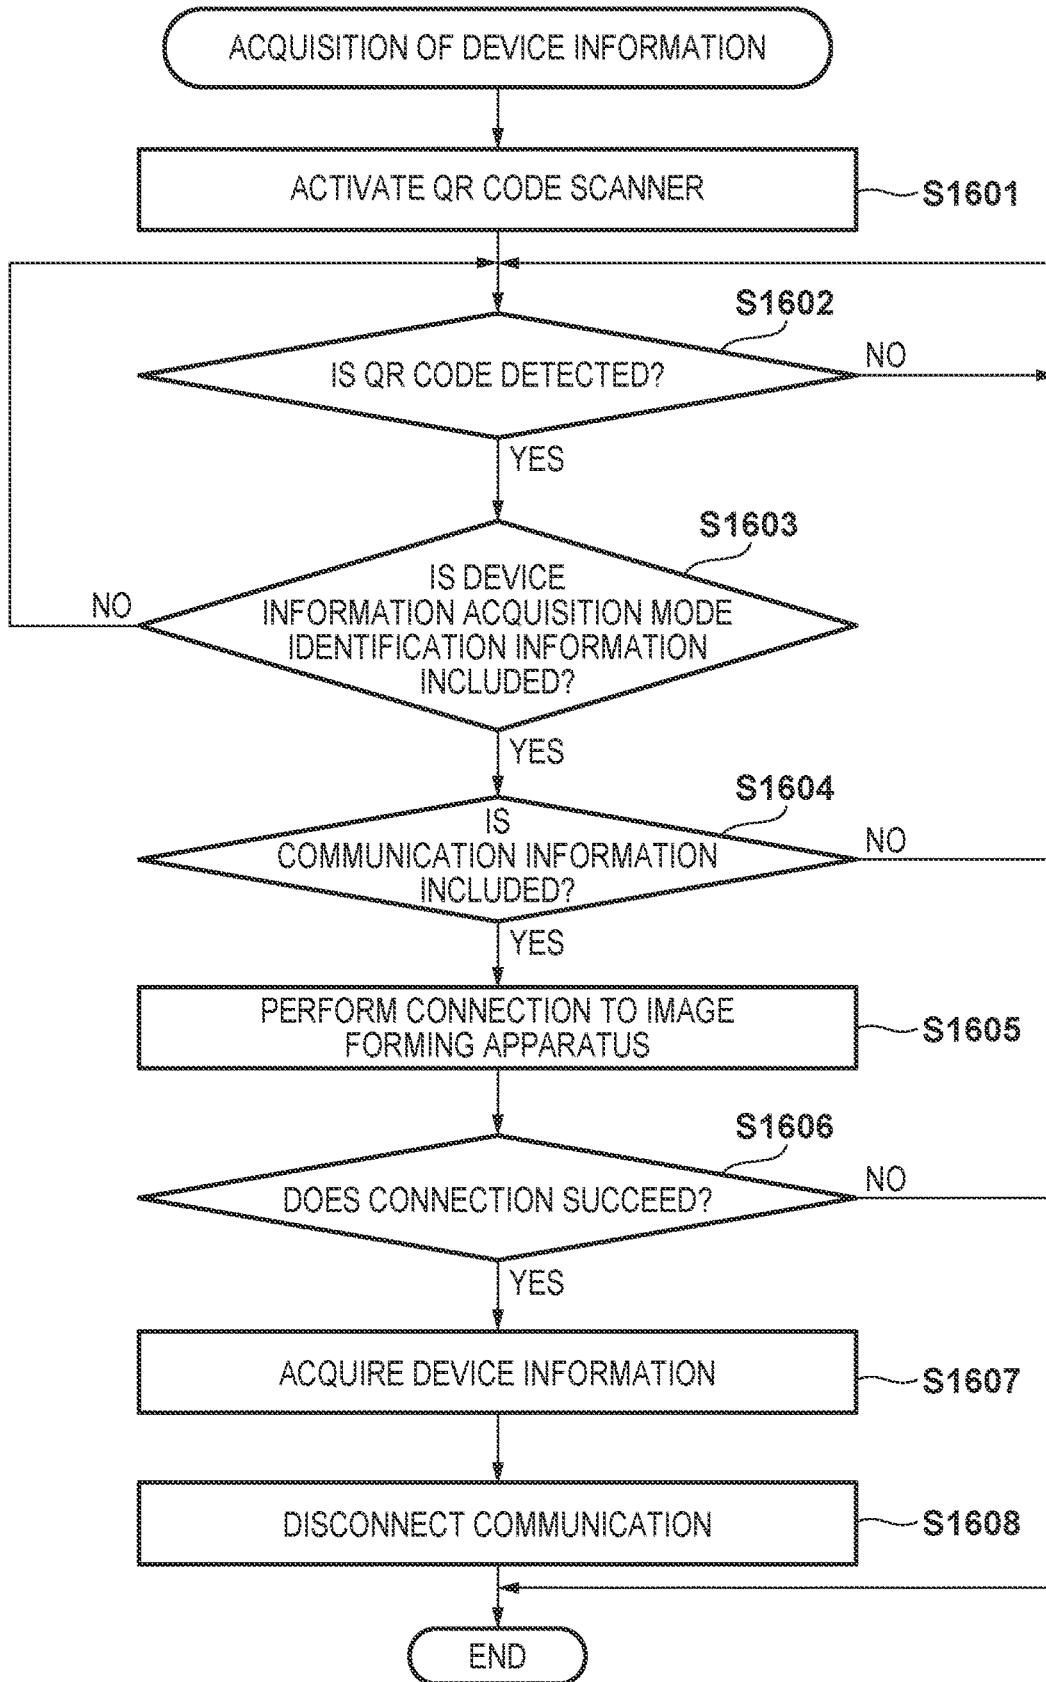 ACQUISITION OF DEVICE INFORMATION
ACTIVATE QR CODE SCANNER
S1601
S1602
IS QR CODE DETECTED?
NO
YES
S1603
IS DEVICE
INFORMATION ACQUISITION MODE
IDENTIFICATION INFORMATION
INCLUDED?
NO
YES
S1604
IS
COMMUNICATION INFORMATION
INCLUDED?
NO
YES
PERFORM CONNECTION TO IMAGE
FORMING APPARATUS
S1605
S1606
DOES CONNECTION SUCCEED?
NO
YES
ACQUIRE DEVICE INFORMATION
S1607
DISCONNECT COMMUNICATION
S1608
END